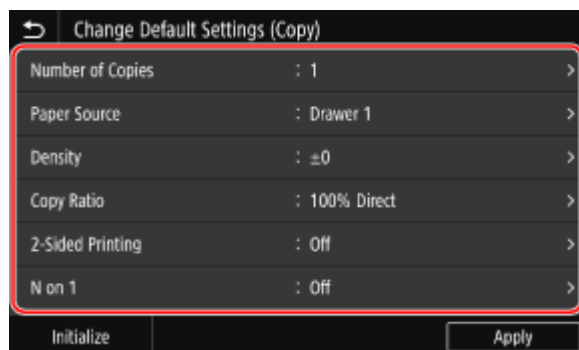 Change Default Settings (Copy)
Number of Copies : 1
Paper Source : Drawer 1
Density : ±0
Copy Ratio : 100% Direct
2-Sided Printing : Off
N on 1 : Off
Initialize Apply